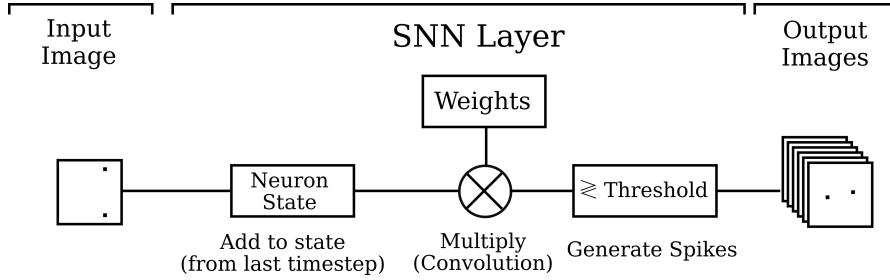 Input
Image
SNN Layer
Output
Images
Weights
Neuron
State
≷ Threshold
Add to state
(from last timestep)
Multiply
(Convolution)
Generate Spikes